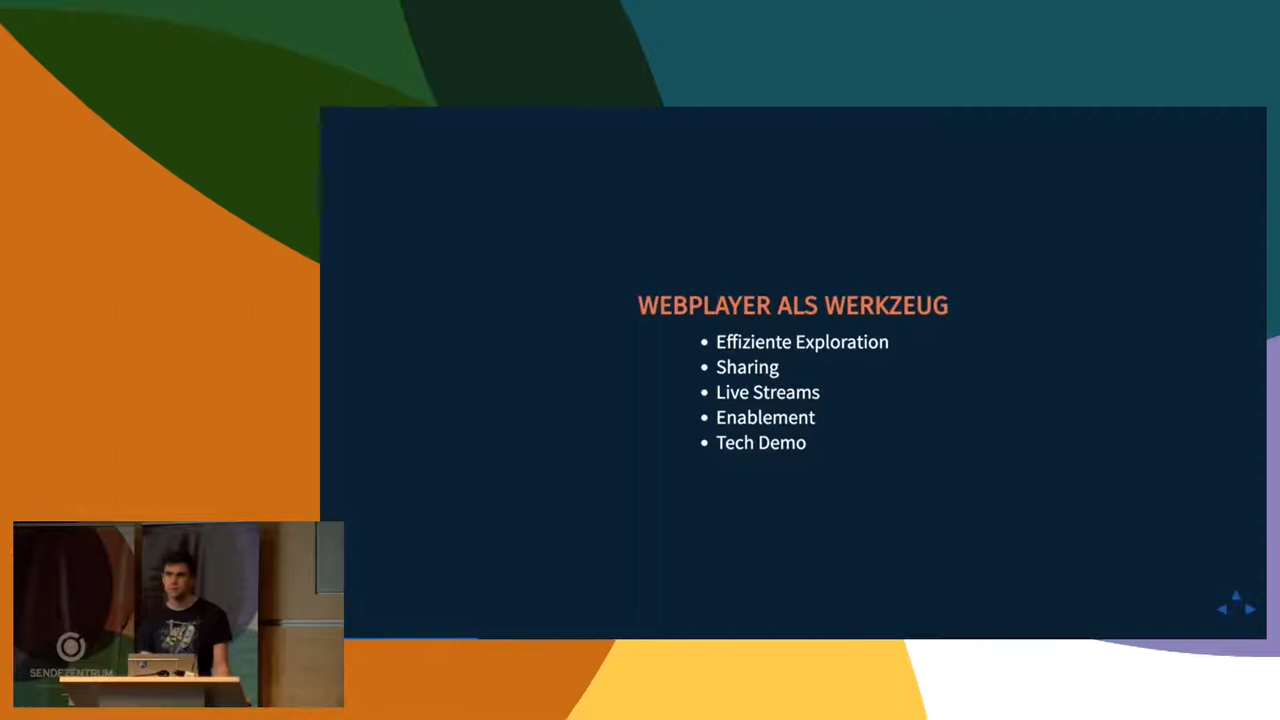 WEBPLAYER ALS WERKZEUG
• Effiziente Exploration
• Sharing
• Live Streams
• Enablement
• Tech Demo
SENDEZENTRUM